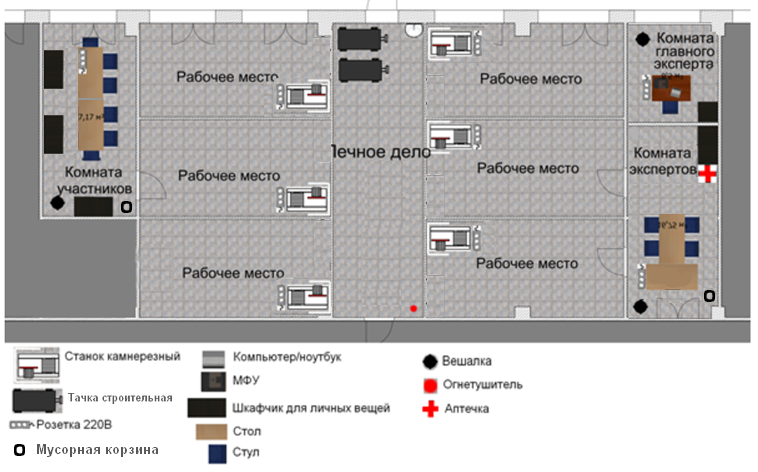 Комната
главного
эксперта
Рабочее место
Рабочее место
7,17 м²
Печное дело
Комната
участников
Рабочее место
Рабочее место
Комната
экспертов
Рабочее место
Рабочее место
Станок камнерезный
Тачка строительная
Розетка 220В
Мусорная корзина
Компьютер/ноутбук
МФУ
Шкафчик для личных вещей
Стол
Стул
Вешалка
Огнетушитель
Аптечка